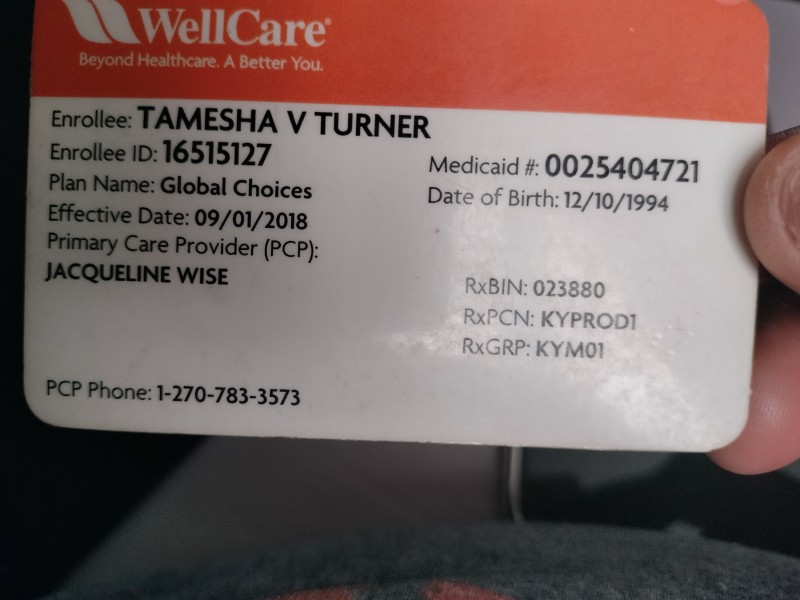 WellCare®
Beyond Healthcare. A Better You.
Enrollee: TAMESHA V TURNER
Enrollee ID: 16515127
Medicaid #: 0025404721
Plan Name: Global Choices
Date of Birth: 12/10/1994
Effective Date: 09/01/2018
Primary Care Provider (PCP):
JACQUELINE WISE
RxBIN: 023880
RxPCN: KYPROD1
RxGRP: KYM01
PCP Phone: 1-270-783-3573